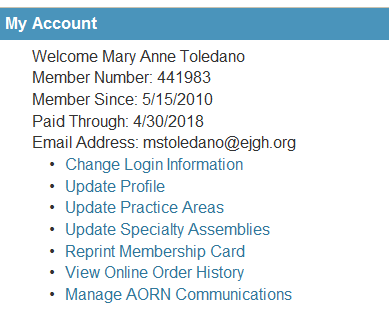 My Account
Welcome Mary Anne Toledano
Member Number: 441983
Member Since: 5/15/2010
Paid Through: 4/30/2018
Email Address: mstoledano@ejgh.org
• Change Login Information
• Update Profile
• Update Practice Areas
• Update Specialty Assemblies
• Reprint Membership Card
• View Online Order History
• Manage AORN Communications